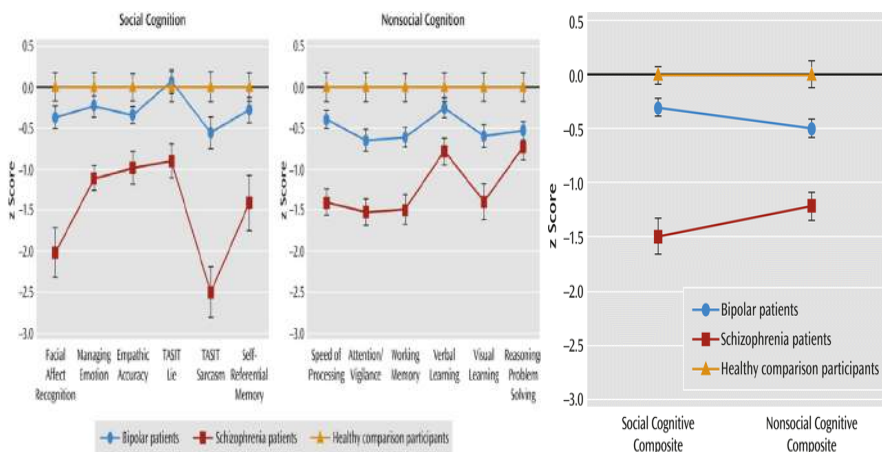 Social Cognition
0.5
0.0
–0.5
–1.0
–1.5
–2.0
–2.5
–3.0
z Score
Facial Affect Recognition
Managing Emotion
Empathic Accuracy
TASIT Lie
TASIT Sarcasm
Self-Referential Memory
Nonsocial Cognition
0.5
0.0
–0.5
–1.0
–1.5
–2.0
–2.5
–3.0
z Score
Speed of Processing
Attention/Vigilance
Working Memory
Verbal Learning
Visual Learning
Reasoning Problem Solving
Bipolar patients
Schizophrenia patients
Healthy comparison participants
0.5
0.0
–0.5
–1.0
–1.5
–2.0
–2.5
–3.0
z Score
Bipolar patients
Schizophrenia patients
Healthy comparison participants
Social Cognitive Composite
Nonsocial Cognitive Composite